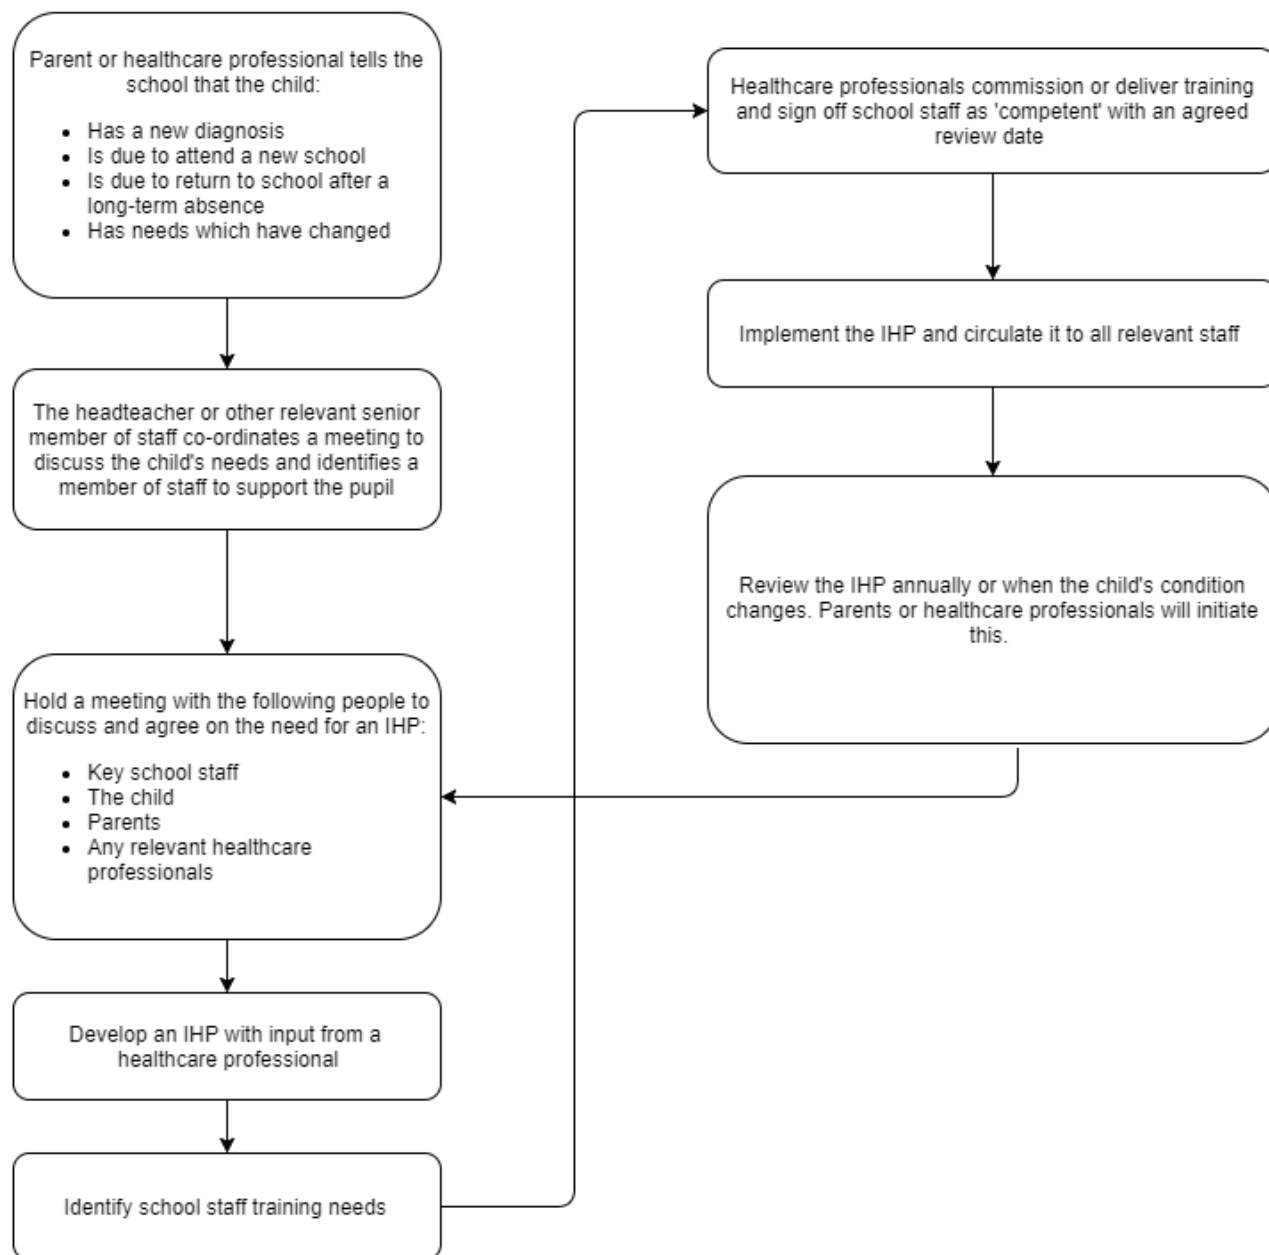 Parent or healthcare professional tells the
school that the child:
• Has a new diagnosis
• Is due to attend a new school
• Is due to return to school after a
long-term absence
• Has needs which have changed
The headteacher or other relevant senior
member of staff co-ordinates a meeting to
discuss the child's needs and identifies a
member of staff to support the pupil
Hold a meeting with the following people to
discuss and agree on the need for an IHP:
• Key school staff
• The child
• Parents
• Any relevant healthcare
professionals
Develop an IHP with input from a
healthcare professional
Identify school staff training needs
Healthcare professionals commission or deliver training
and sign off school staff as 'competent' with an agreed
review date
Implement the IHP and circulate it to all relevant staff
Review the IHP annually or when the child's condition
changes. Parents or healthcare professionals will initiate
this.